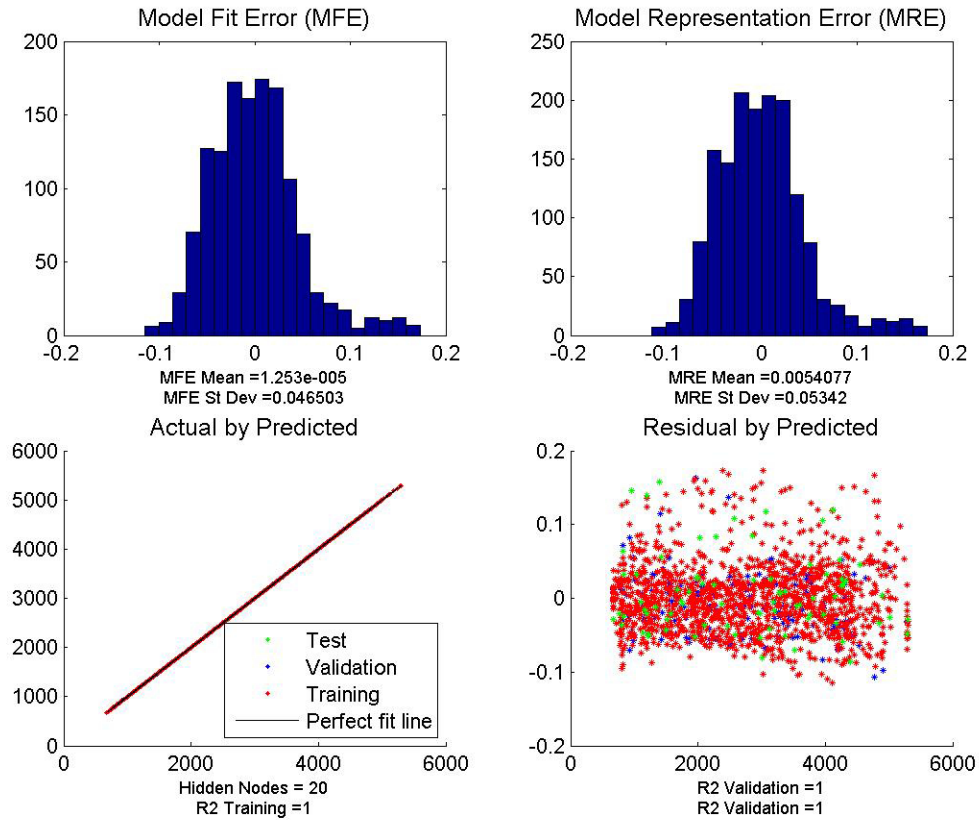 Model Fit Error (MFE)
200
150
100
50
0
-0.2
-0.1
0
0.1
0.2
MFE Mean =1.253e-005
MFE St Dev =0.046503
Model Representation Error (MRE)
250
200
150
100
50
0
-0.2
-0.1
0
0.1
0.2
MRE Mean =0.0054077
MRE St Dev =0.05342
Actual by Predicted
6000
5000
4000
3000
2000
1000
0
0
2000
4000
6000
Test
Validation
Training
Perfect fit line
Hidden Nodes = 20
R2 Training =1
Residual by Predicted
0.2
0.1
0
-0.1
-0.2
0
2000
4000
6000
R2 Validation =1
R2 Validation =1